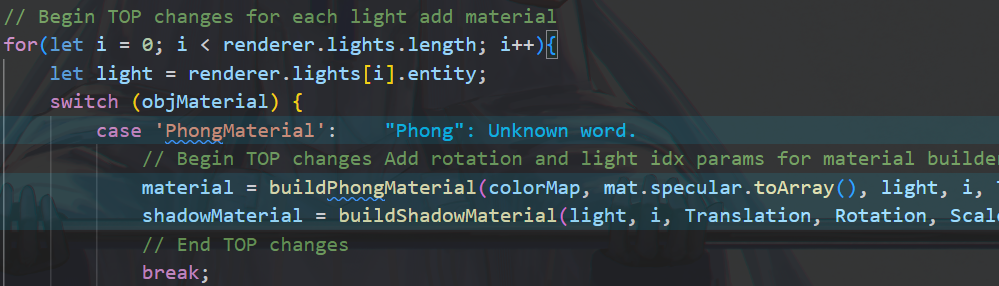 // Begin TOP changes for each light add material
for(let i = 0; i < renderer.lights.length; i++){
    let light = renderer.lights[i].entity;
    switch (objMaterial) {
        case 'PhongMaterial':    "Phong": Unknown word.
            // Begin TOP changes Add rotation and light idx params for material builde
            material = buildPhongMaterial(colorMap, mat.specular.toArray(), light, i,
            shadowMaterial = buildShadowMaterial(light, i, Translation, Rotation, Scal
            // End TOP changes
            break;